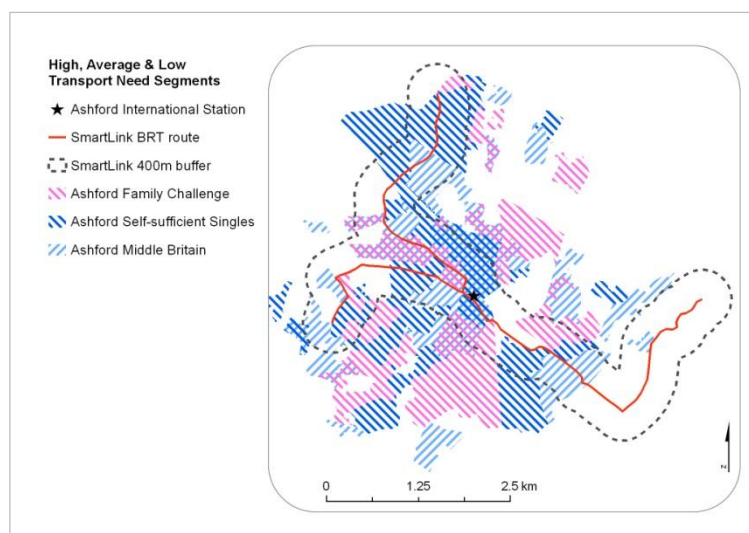 High, Average & Low
Transport Need Segments
Ashford International Station
SmartLink BRT route
SmartLink 400m buffer
Ashford Family Challenge
Ashford Self-sufficient Singles
Ashford Middle Britain
0
1.25
2.5 km
N